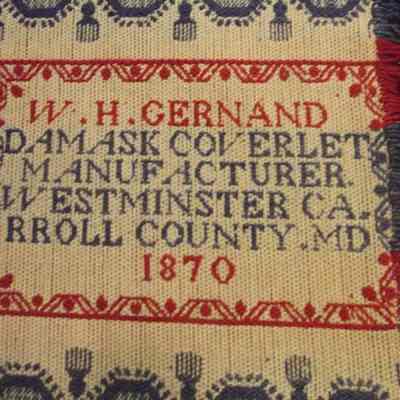 W. H. GERNAND
DAMASK COVERLET
MANUFACTURER.
WESTMINSTER CA.
RROLL COUNTY. MD
1870